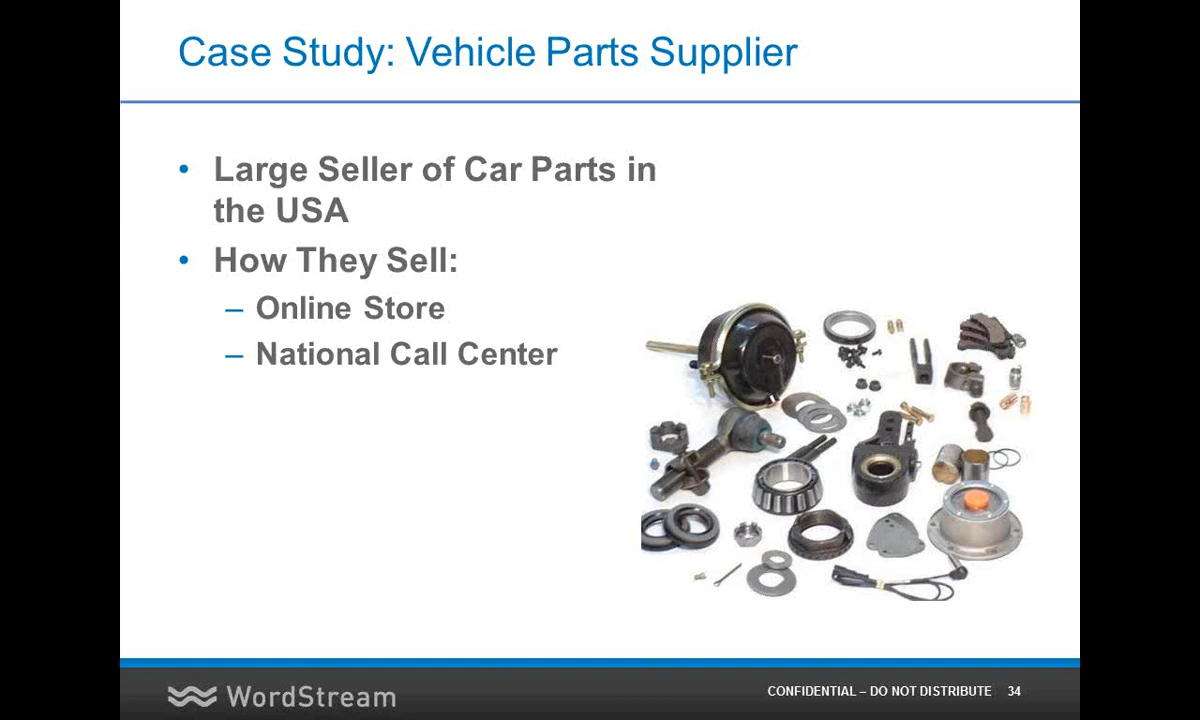 Case Study: Vehicle Parts Supplier
• Large Seller of Car Parts in
the USA
• How They Sell:
– Online Store
– National Call Center
WordStream
CONFIDENTIAL – DO NOT DISTRIBUTE 34